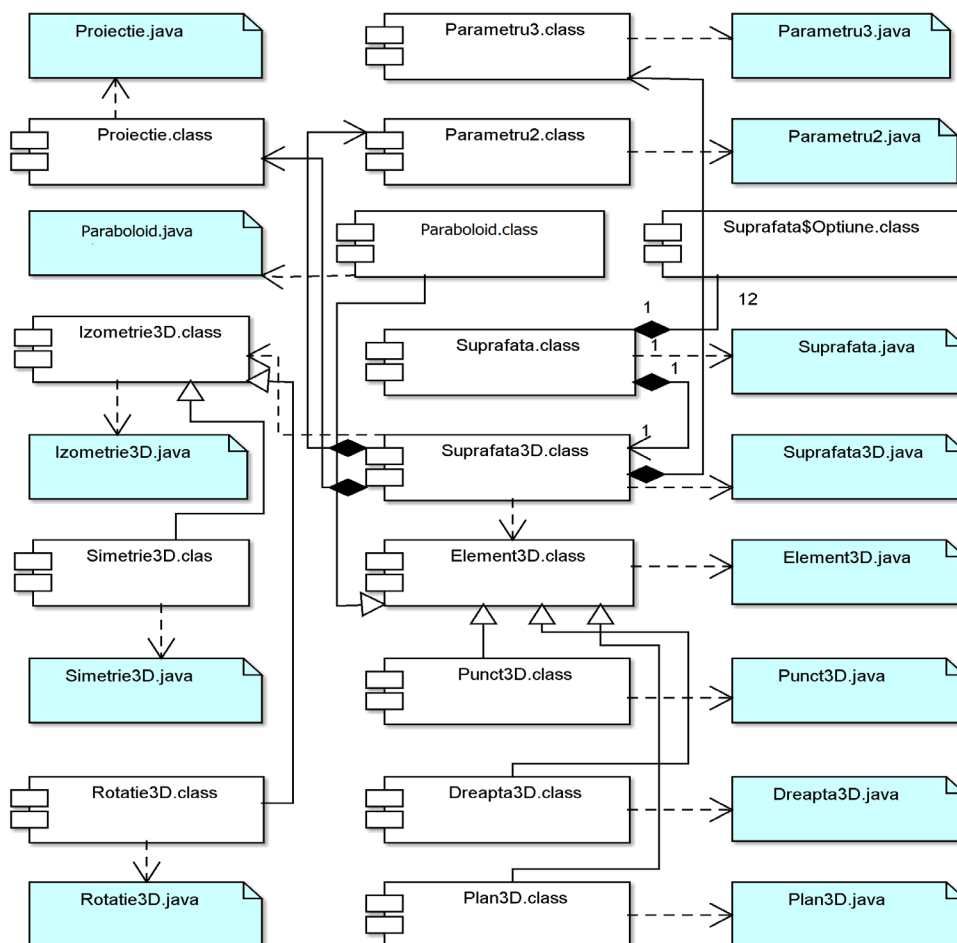 Proiectie.java
Parametru3.class
Parametru3.java
Proiectie.class
Parametru2.class
Parametru2.java
Paraboloid.java
Paraboloid.class
Suprafata$Optiune.class
1
12
Izometrie3D.class
Suprafata.class
1
Suprafata.java
1
1
Izometrie3D.java
Suprafata3D.class
Suprafata3D.java
Simetrie3D.clas
Element3D.class
Element3D.java
Simetrie3D.java
Punct3D.class
Punct3D.java
Rotatie3D.class
Dreapta3D.class
Dreapta3D.java
Rotatie3D.java
Plan3D.class
Plan3D.java